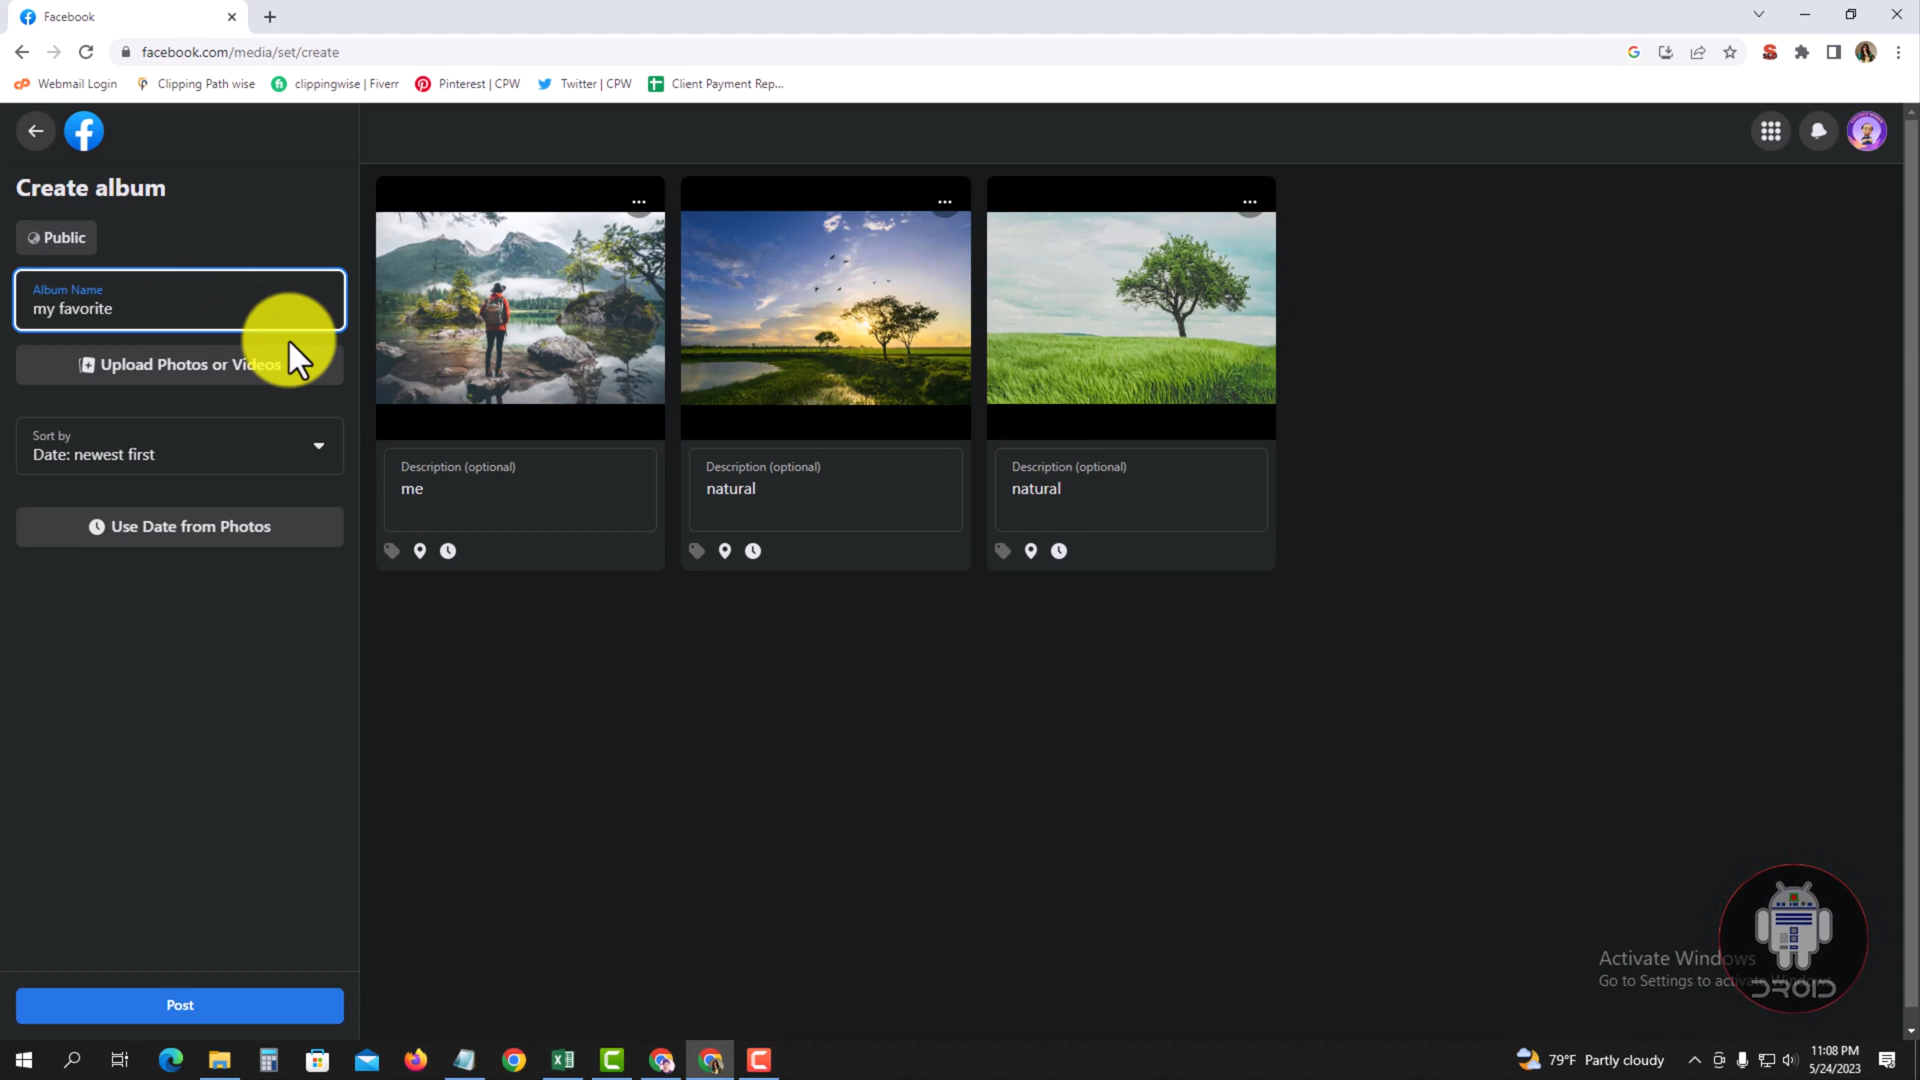 Facebook
facebook.com/media/set/create
Webmail Login
Clipping Path wise
clippingwise | Fiverr
Pinterest | CPW
Twitter | CPW
Client Payment Rep...
Create album
Public
Album Name
my favorite
Upload Photos or Videos
Sort by
Date: newest first
Use Date from Photos
Post
Description (optional)
me
Description (optional)
natural
Description (optional)
natural
Activate Windows
Go to Settings to activate Windows.
DROID
79°F Partly cloudy
11:08 PM
5/24/2023